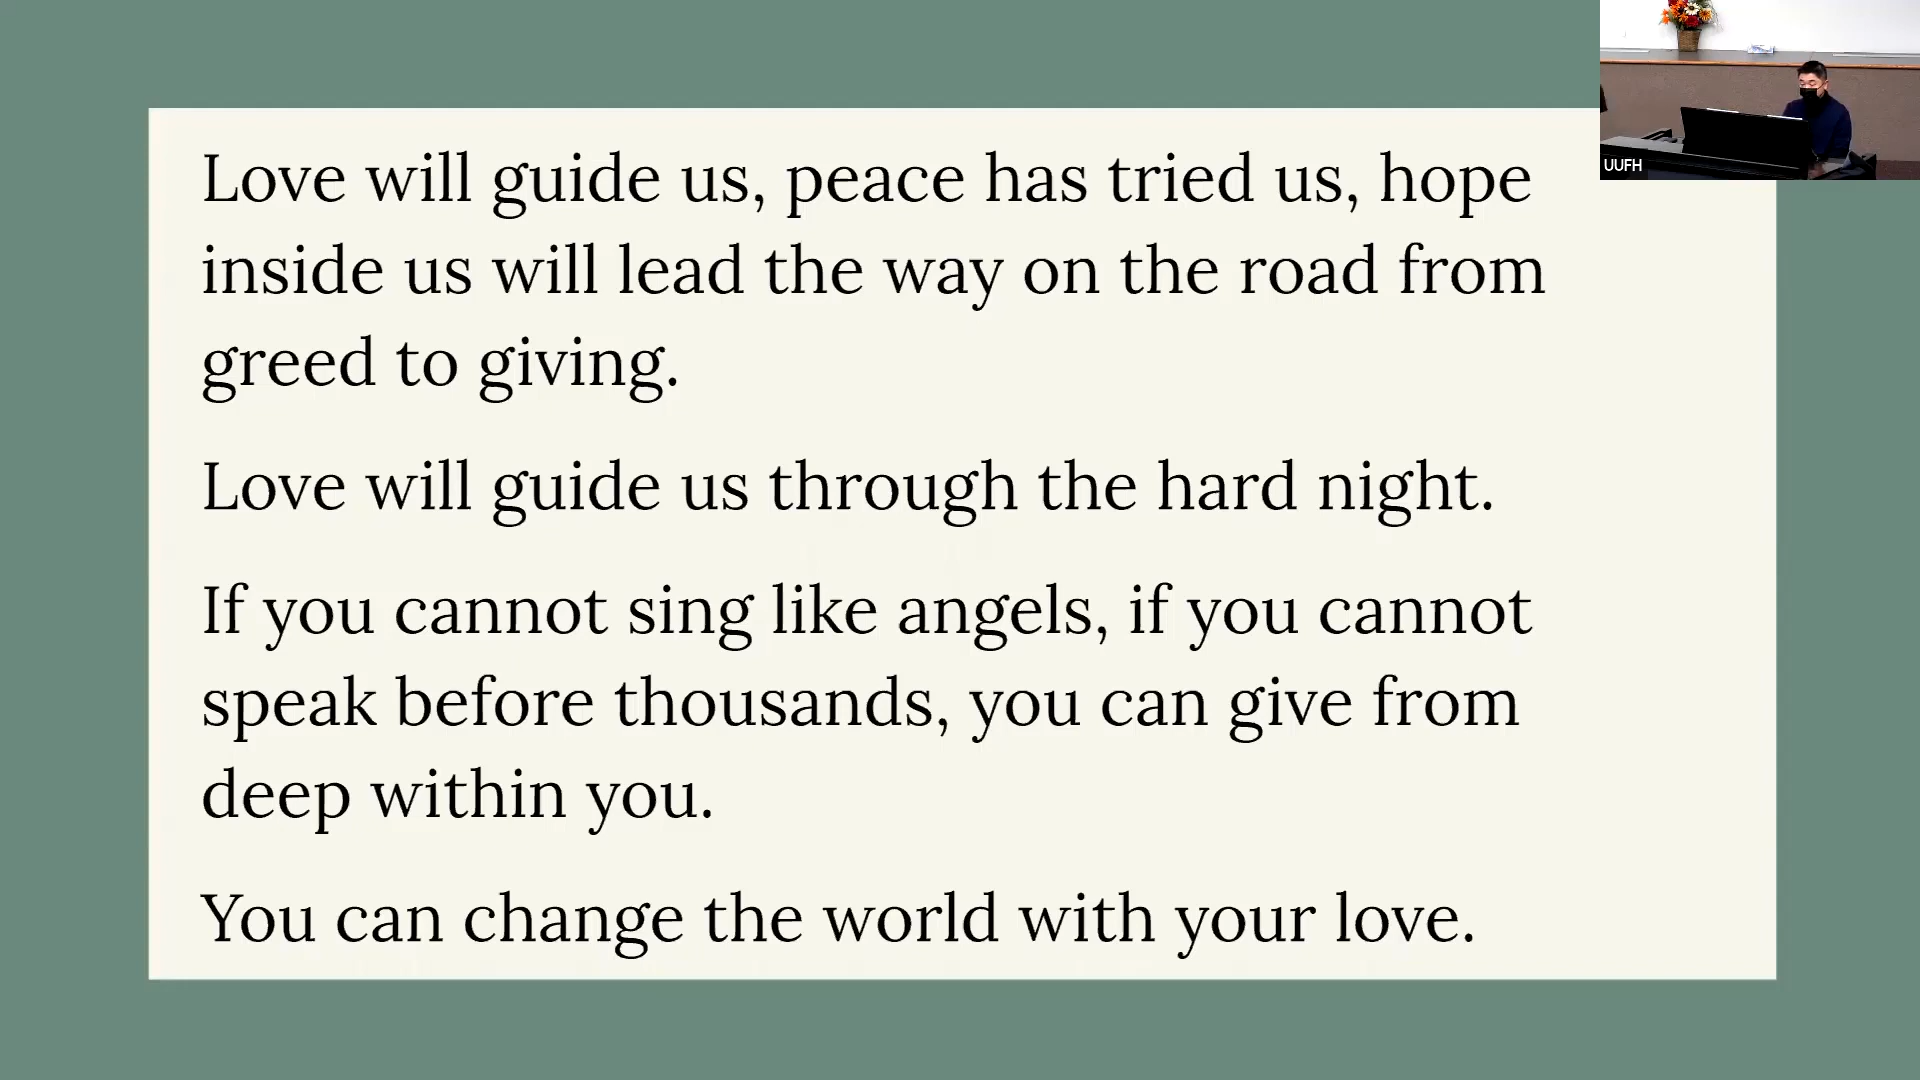 Love will guide us, peace has tried us, hope
inside us will lead the way on the road from
greed to giving.
Love will guide us through the hard night.
If you cannot sing like angels, if you cannot
speak before thousands, you can give from
deep within you.
You can change the world with your love.
UUFH